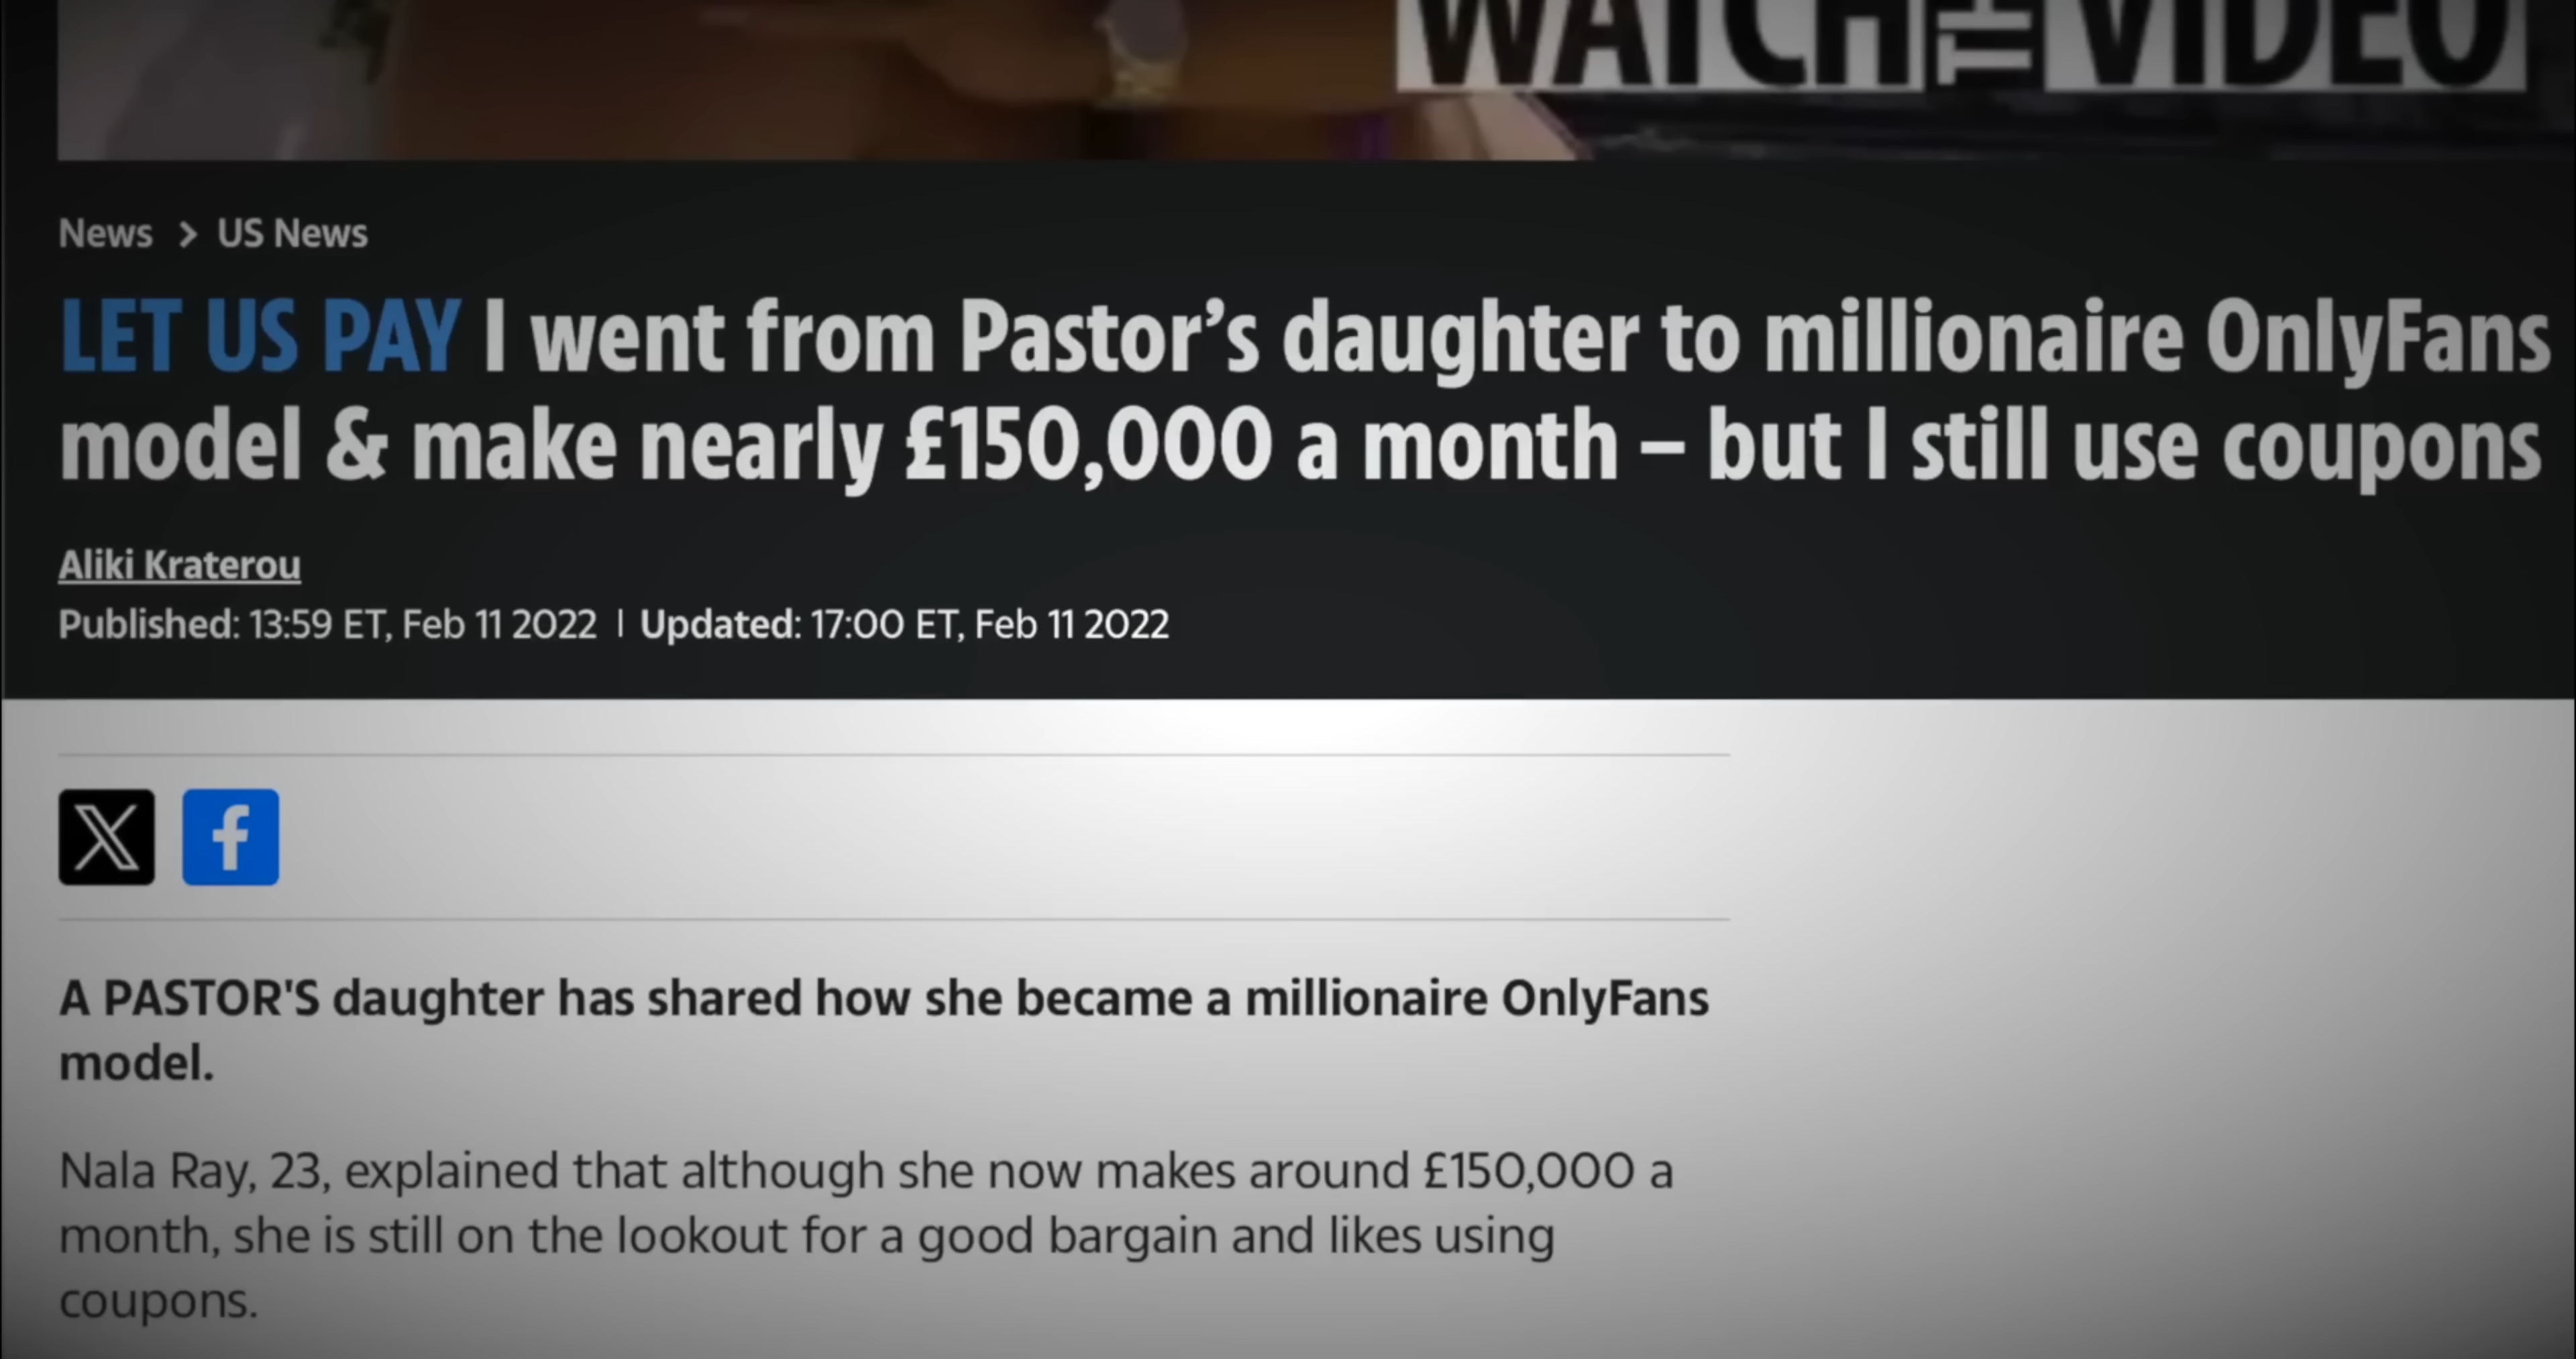 WATCH THE VIDEO
News > US News
LET US PAY I went from Pastor’s daughter to millionaire OnlyFans
model & make nearly £150,000 a month – but I still use coupons
Aliki Kraterou
Published: 13:59 ET, Feb 11 2022 | Updated: 17:00 ET, Feb 11 2022
A PASTOR'S daughter has shared how she became a millionaire OnlyFans
model.
Nala Ray, 23, explained that although she now makes around £150,000 a
month, she is still on the lookout for a good bargain and likes using
coupons.